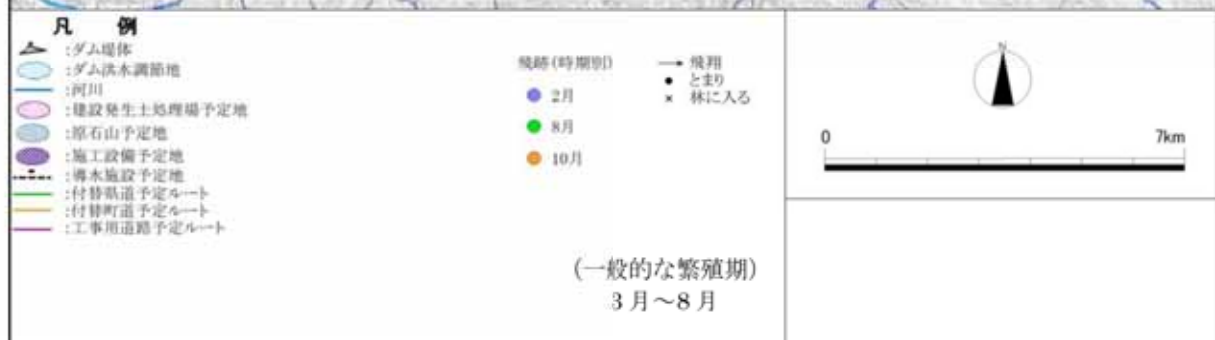 凡 例
:ダム堤体
:ダム洪水調節地
:河川
:建設発生土処理場予定地
:原石山予定地
:施工設備予定地
:導水施設予定地
:付替県道予定ルート
:付替町道予定ルート
:工事用道路予定ルート
飛跡(時期別)
2月
8月
10月
飛翔
とまり
林に入る
(一般的な繁殖期)
3月～8月
N
0 7km